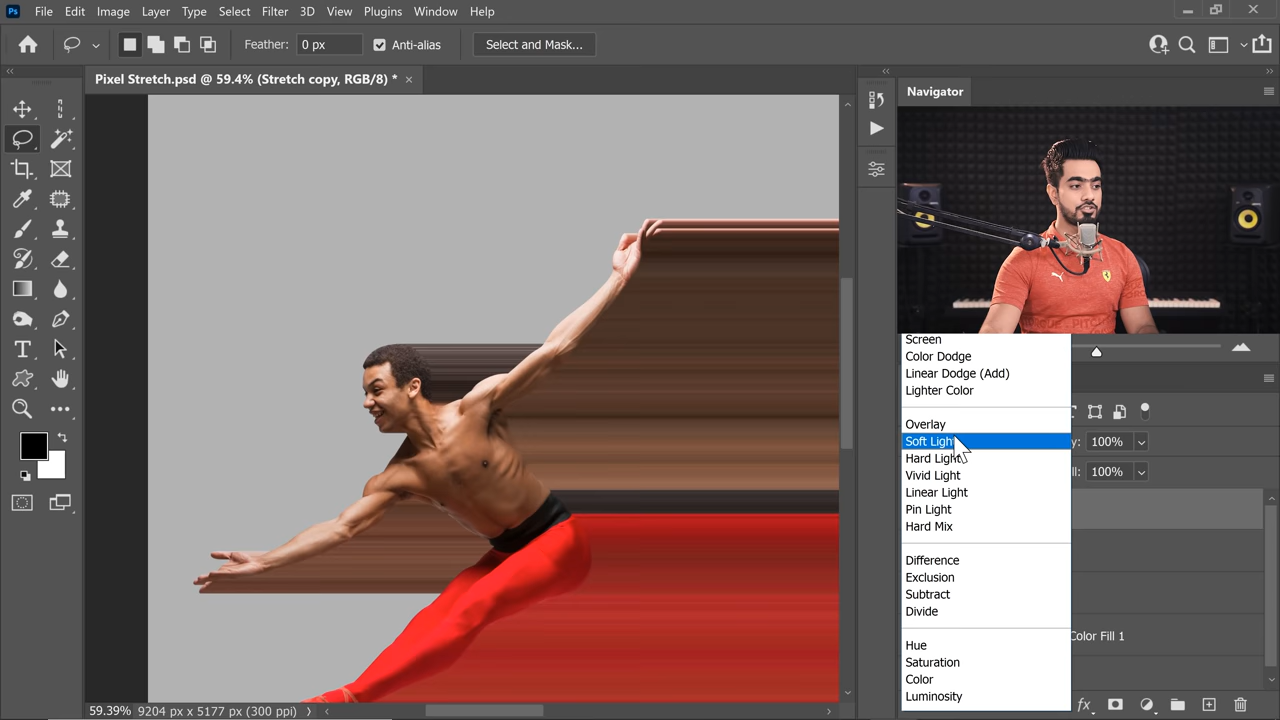 Ps File Edit Image Layer Type Select Filter 3D View Plugins Window Help
Feather: 0 px Anti-alias Select and Mask...
Pixel Stretch.psd @ 59.4% (Stretch copy, RGB/8) *
Navigator
Screen
Color Dodge
Linear Dodge (Add)
Lighter Color
Overlay
Soft Light
100%
Hard Light
Vivid Light
100%
Linear Light
Pin Light
Hard Mix
Difference
Exclusion
Subtract
Divide
Color Fill 1
Hue
Saturation
Color
Luminosity
59.39% 9204 px x 5177 px (300 ppi)
fx